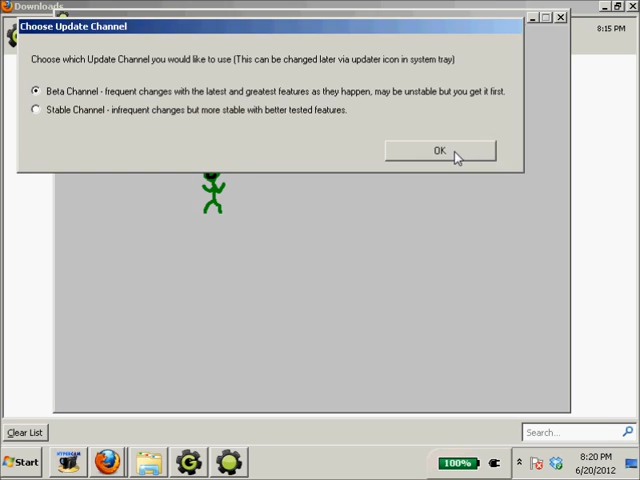 Downloads
Choose Update Channel
8:15 PM
Choose which Update Channel you would like to use (This can be changed later via updater icon in system tray)
Beta Channel - frequent changes with the latest and greatest features as they happen, may be unstable but you get it first.
Stable Channel - infrequent changes but more stable with better tested features.
OK
Clear List
Search...
Start
HYPERCAM
100%
8:20 PM
6/20/2012